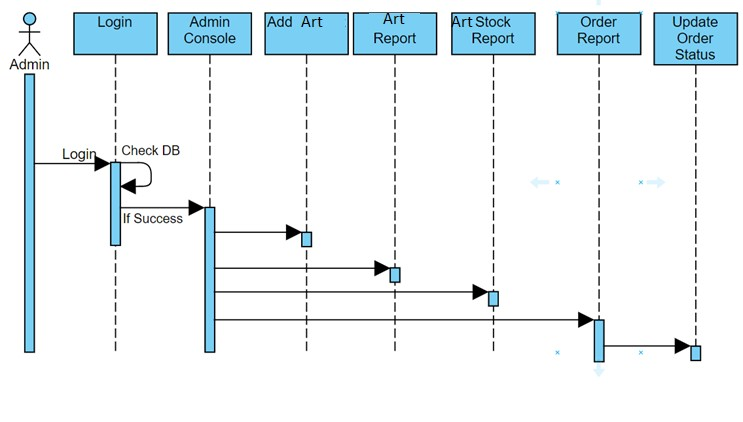 Login
Admin
Console
Add Art
Art
Report
Art Stock
Report
Order
Report
Update
Order
Status
Admin
Login
Check DB
If Success